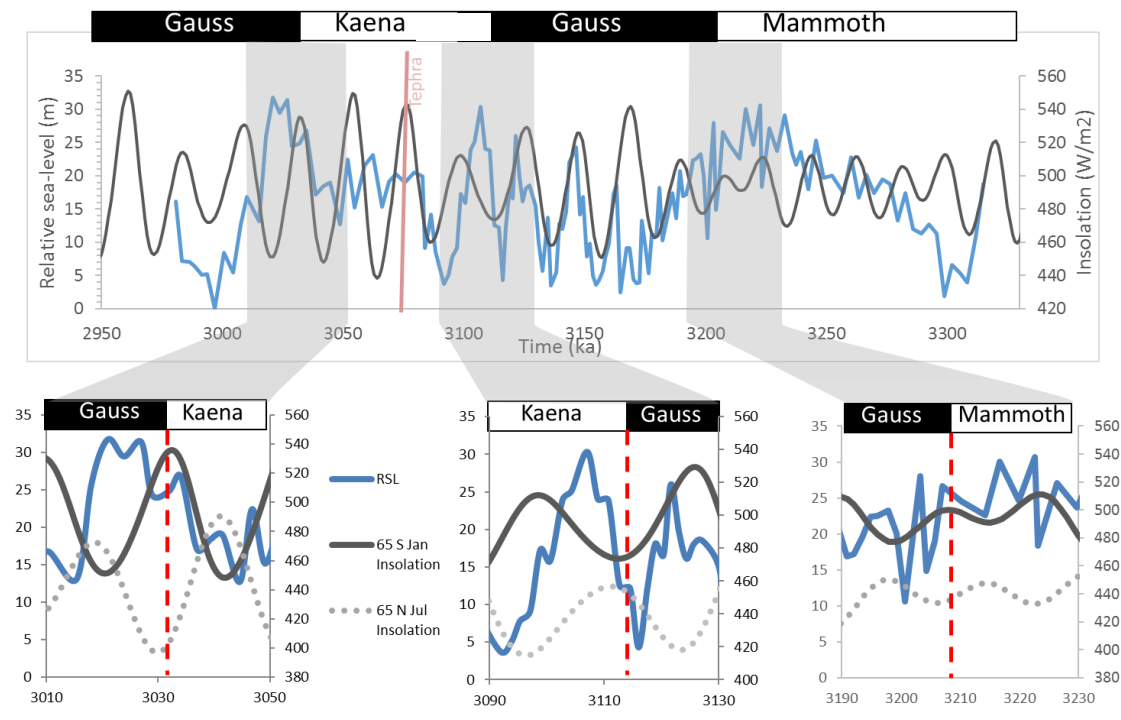 Gauss Kaena Gauss Mammoth
Tephra
35 560
30 540
25 520
20 500
15 480
10 460
5 440
0 420
Relative sea-level (m)
Insolation (W/m2)
2950 3000 3050 3100 3150 3200 3250 3300
Time (ka)
Gauss Kaena
35 560
30 540
25 520
20 500
15 480
10 460
5 440
0 420
400
380
3010 3030 3050
RSL
65 S Jan
Insolation
65 N Jul
Insolation
Kaena Gauss
35 560
30 540
25 520
20 500
15 480
10 460
5 440
0 420
400
3090 3110 3130
Gauss Mammoth
35 560
30 540
25 520
20 500
15 480
10 460
5 440
0 420
400
380
3190 3200 3210 3220 3230